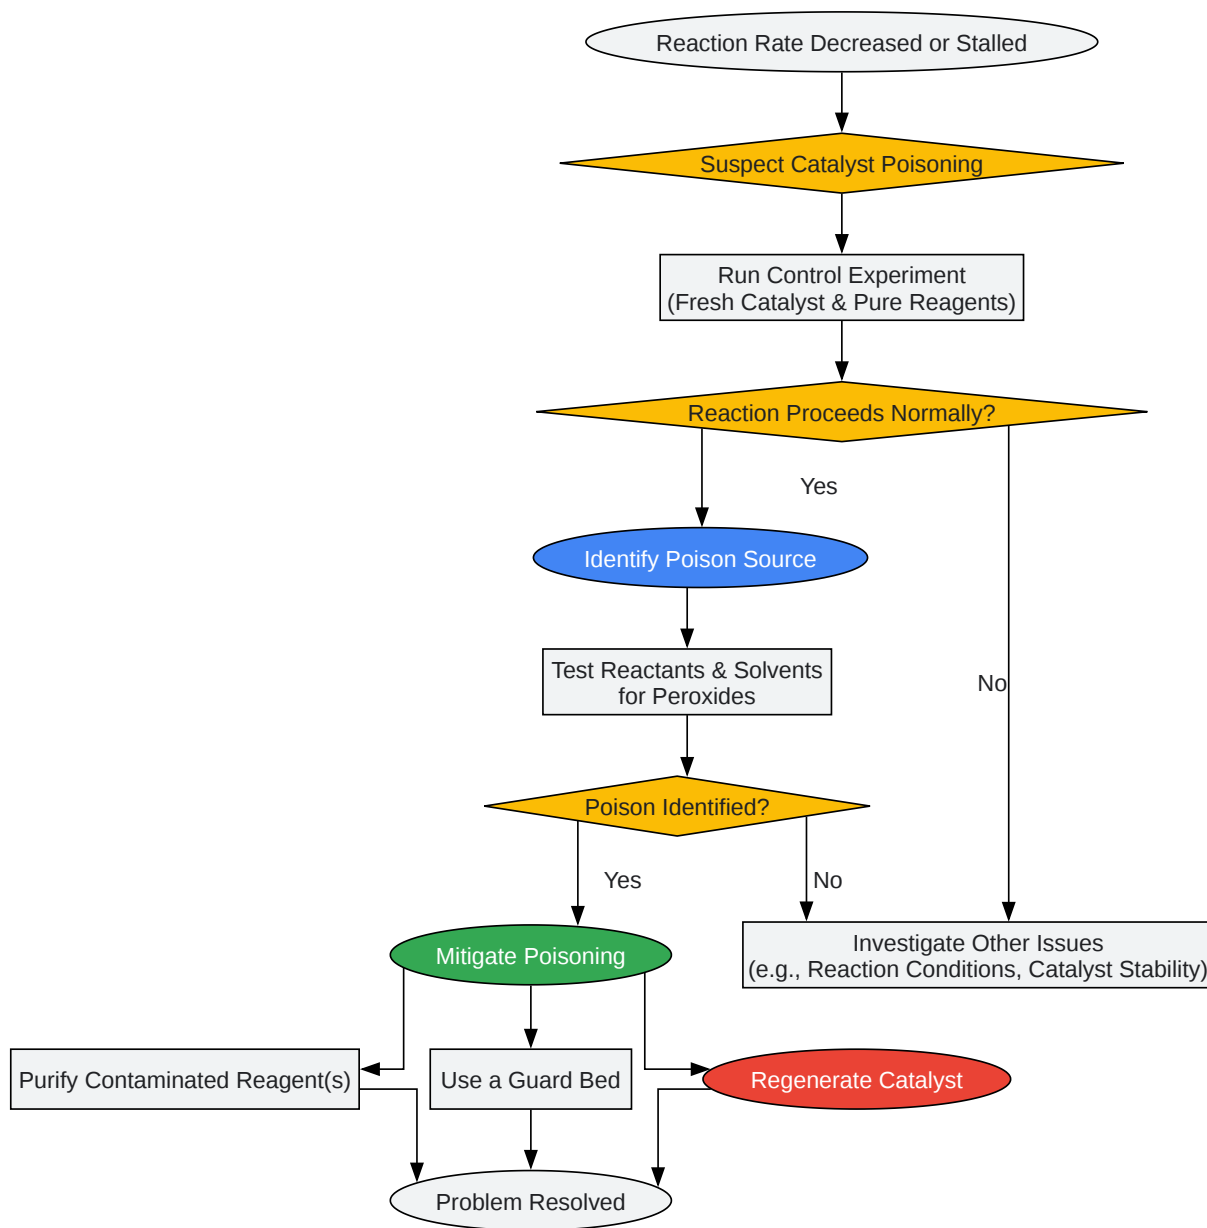 Reaction Rate Decreased or Stalled
Suspect Catalyst Poisoning
Run Control Experiment
(Fresh Catalyst & Pure Reagents)
Reaction Proceeds Normally?
Yes
Identify Poison Source
Test Reactants & Solvents
for Peroxides
No
Poison Identified?
Yes
No
Mitigate Poisoning
Investigate Other Issues
(e.g., Reaction Conditions, Catalyst Stability)
Purify Contaminated Reagent(s)
Use a Guard Bed
Regenerate Catalyst
Problem Resolved